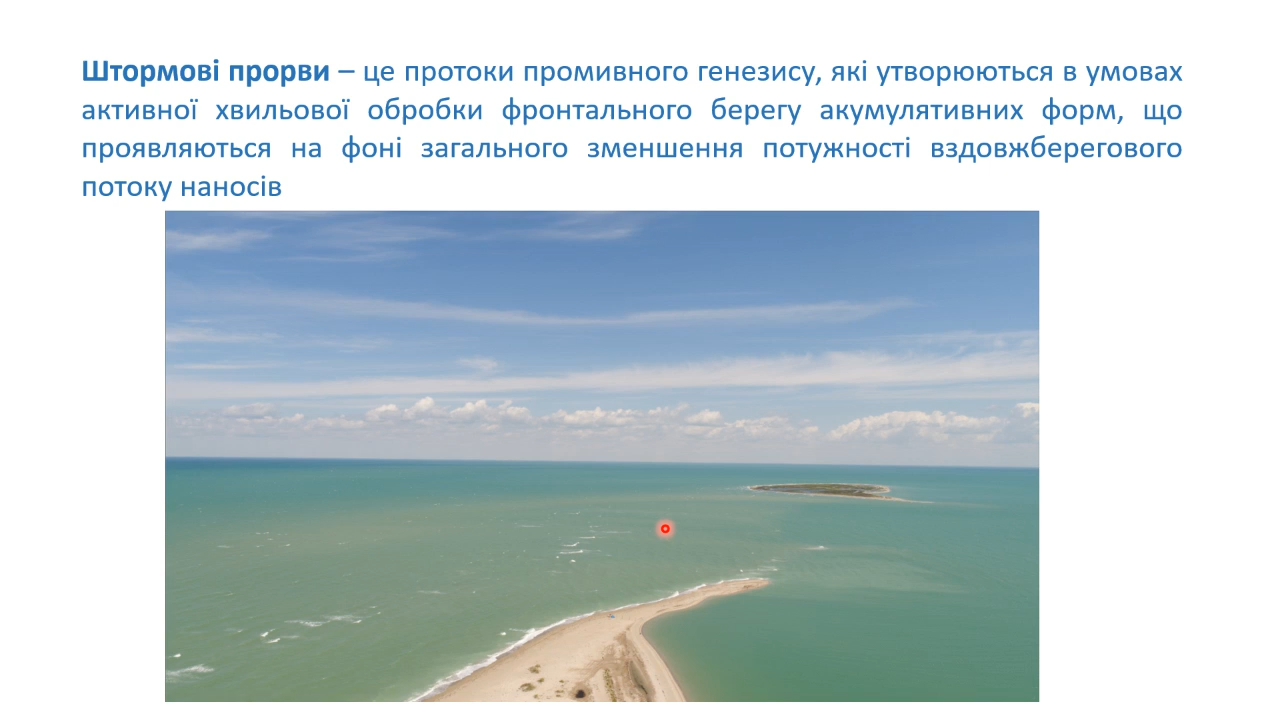 Штормові прорви – це протоки промивного генезису, які утворюються в умовах
активної хвильової обробки фронтального берегу акумулятивних форм, що
проявляються на фоні загального зменшення потужності вздовжберегового
потоку наносів